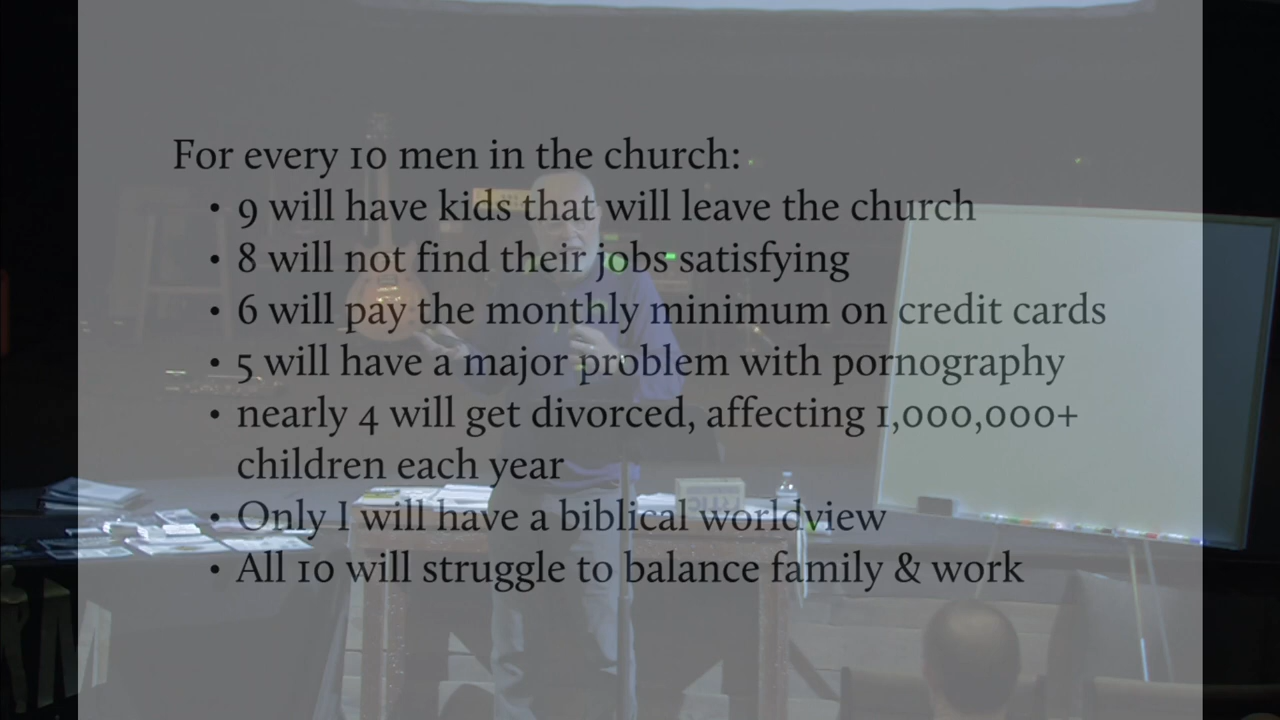 For every 10 men in the church:
• 9 will have kids that will leave the church
• 8 will not find their jobs satisfying
• 6 will pay the monthly minimum on credit cards
• 5 will have a major problem with pornography
• nearly 4 will get divorced, affecting 1,000,000+
children each year
• Only 1 will have a biblical worldview
• All 10 will struggle to balance family & work